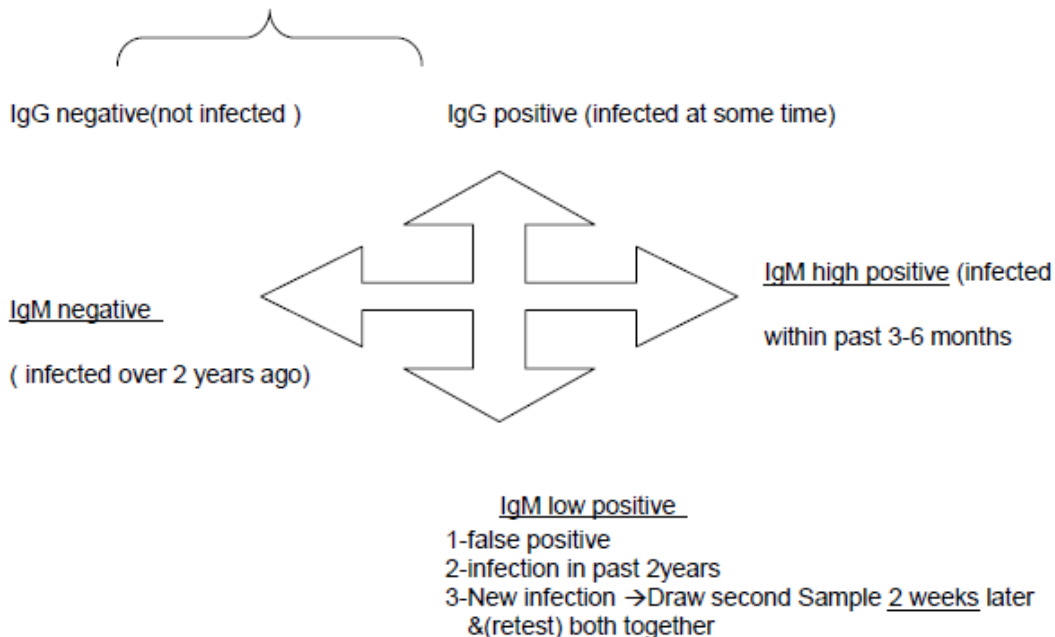 IgG negative(not infected )
IgG positive (infected at some time)
IgM high positive (infected
within past 3-6 months
IgM negative
( infected over 2 years ago)
IgM low positive
1-false positive
2-infection in past 2years
3-New infection →Draw second Sample 2 weeks later
&(retest) both together